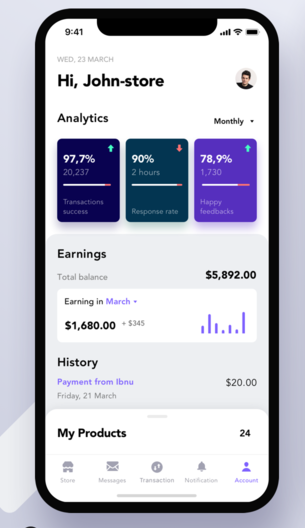 9:41
WED, 23 MARCH
Hi, John-store
Analytics
Monthly
97,7%
20,237
Transactions
success
90%
2 hours
Response rate
78,9%
1,730
Happy
feedbacks
Earnings
Total balance
$5,892.00
Earning in March
$1,680.00
+ $345
History
Payment from Ibnu
$20.00
Friday, 21 March
My Products
24
Store
Messages
Transaction
Notification
Account